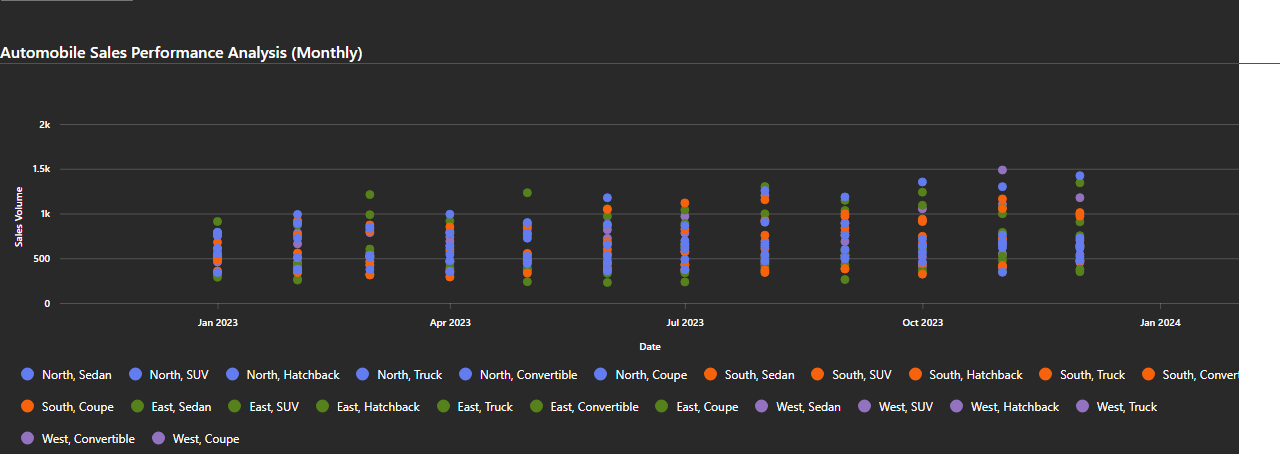 Automobile Sales Performance Analysis (Monthly)
2k
1.5k
1k
500
0
Sales Volume
Jan 2023 Apr 2023 Jul 2023 Oct 2023 Jan 2024
Date
North, Sedan North, SUV North, Hatchback North, Truck North, Convertible North, Coupe South, Sedan South, SUV South, Hatchback South, Truck South, Convert
South, Coupe East, Sedan East, SUV East, Hatchback East, Truck East, Convertible East, Coupe West, Sedan West, SUV West, Hatchback West, Truck
West, Convertible West, Coupe